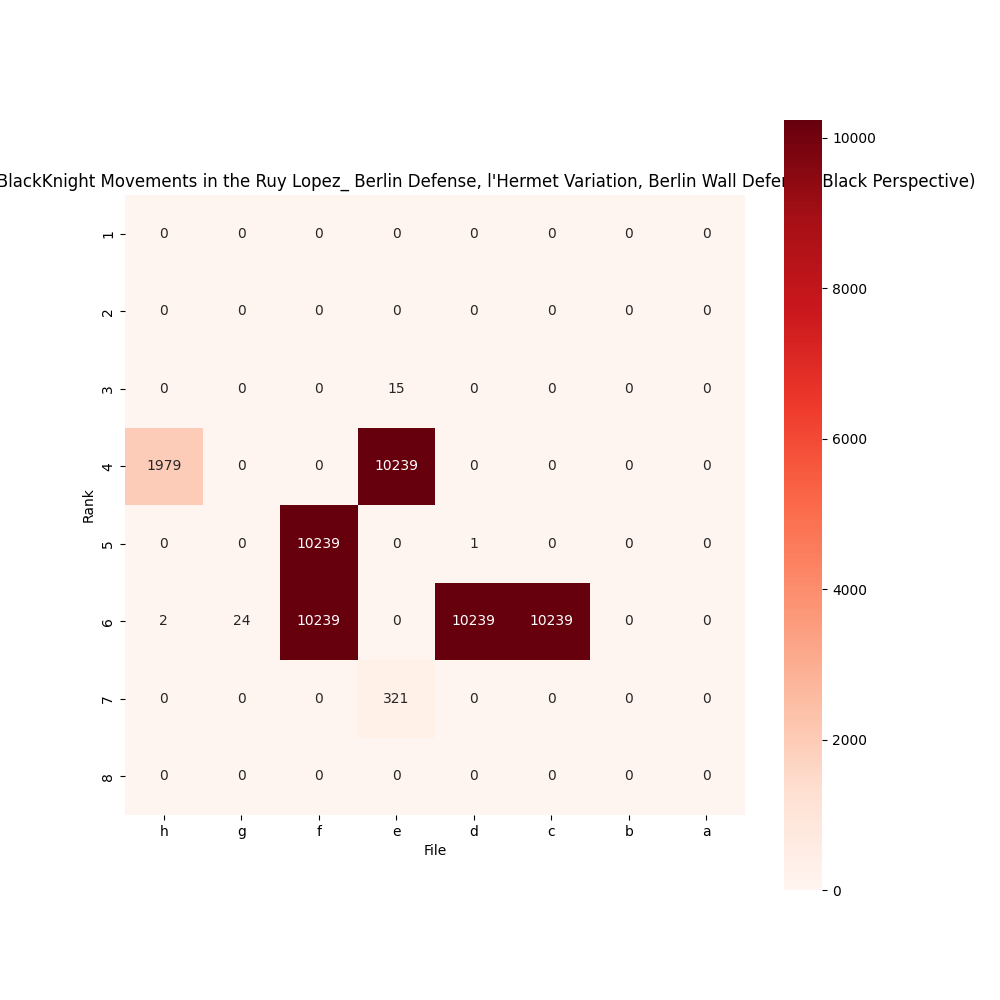 BlackKnight Movements in the Ruy Lopez_ Berlin Defense, l'Hermet Variation, Berlin Wall Defen Black Perspective)
10000
1 0 0 0 0 0 0 0 0
8000
2 0 0 0 0 0 0 0 0
3 0 0 0 15 0 0 0 0
6000
4 1979 0 0 10239 0 0 0 0
Rank
5 0 0 10239 0 1 0 0 0
4000
6 2 24 10239 0 10239 10239 0 0
7 0 0 0 321 0 0 0 0
2000
8 0 0 0 0 0 0 0 0
h g f e d c b a
File
0